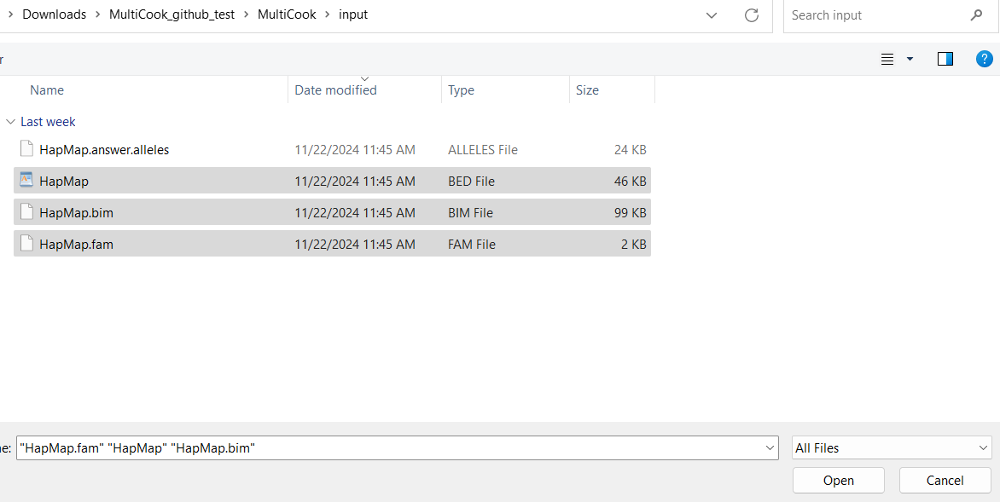 Downloads MultiCook_github_test MultiCook input Search input
r
Name Date modified Type Size
Last week
HapMap.answer.alleles 11/22/2024 11:45 AM ALLELES File 24 KB
HapMap 11/22/2024 11:45 AM BED File 46 KB
HapMap.bim 11/22/2024 11:45 AM BIM File 99 KB
HapMap.fam 11/22/2024 11:45 AM FAM File 2 KB
e: "HapMap.fam" "HapMap" "HapMap.bim" All Files
Open Cancel